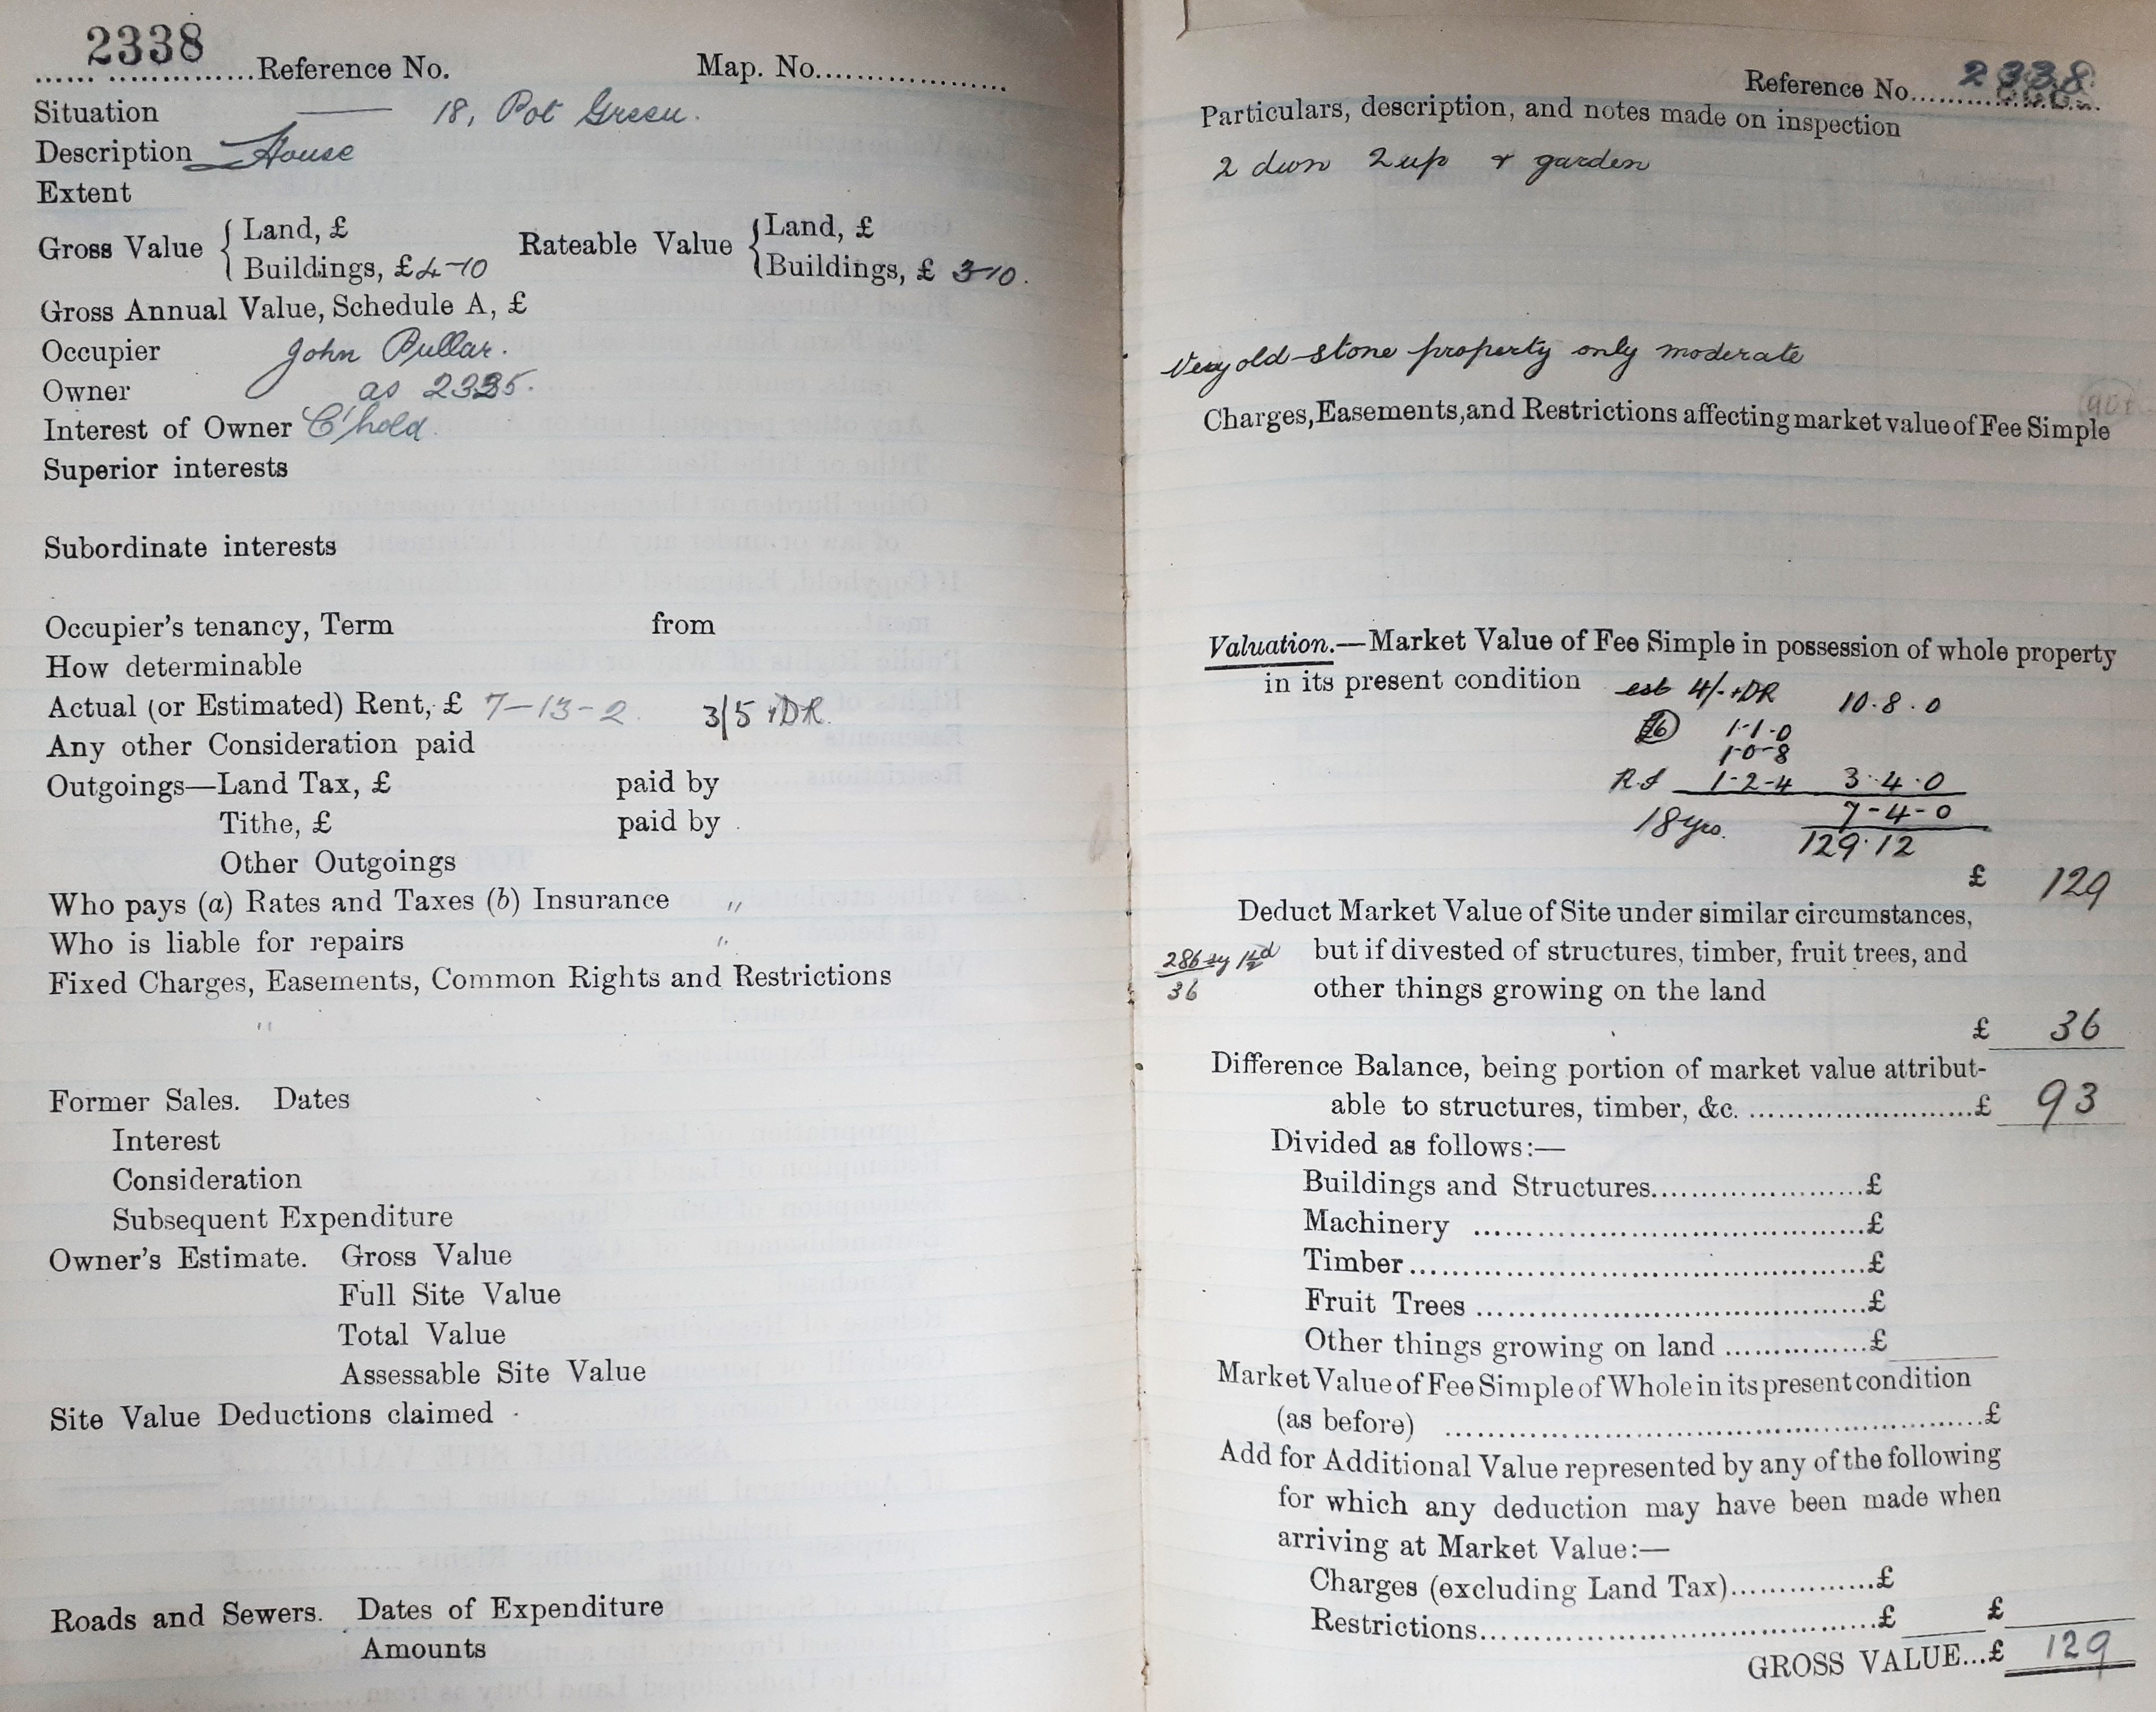 2338
...... ...............Reference No. Map. No...................
Situation —— 18, Pot Green.
Description House
Extent
Gross Value { Land, £ Rateable Value { Land, £
Buildings, £ 4-10 Buildings, £ 3-10.
Gross Annual Value, Schedule A, £
Occupier John Pullar.
Owner as 2335.
Interest of Owner C'hold
Superior interests
Subordinate interests
Occupier's tenancy, Term from
How determinable
Actual (or Estimated) Rent, £ 7-13-2. 3/5 + DR.
Any other Consideration paid
Outgoings—Land Tax, £ paid by
Tithe, £ paid by
Other Outgoings
Who pays (a) Rates and Taxes (b) Insurance "
Who is liable for repairs "
Fixed Charges, Easements, Common Rights and Restrictions
"
Former Sales. Dates
Interest
Consideration
Subsequent Expenditure
Owner's Estimate. Gross Value
Full Site Value
Total Value
Assessable Site Value
Site Value Deductions claimed
Roads and Sewers. Dates of Expenditure
Amounts
Reference No. 2338
Particulars, description, and notes made on inspection
2 dwn 2 up & garden
Very old stone property only moderate
Charges, Easements, and Restrictions affecting market value of Fee Simple
Valuation.—Market Value of Fee Simple in possession of whole property
in its present condition est 4/- + DR 10.8.0
1-1-0
1-0-8
1-2-4 3.4.0
7-4-0
18 yrs. 129.12
£ 129
Deduct Market Value of Site under similar circumstances,
286 sy 1½d but if divested of structures, timber, fruit trees, and
36 other things growing on the land
£ 36
Difference Balance, being portion of market value attribut-
able to structures, timber, &c. .......................£ 93
Divided as follows:—
Buildings and Structures......................£
Machinery .......................................£
Timber..............................................£
Fruit Trees .......................................£
Other things growing on land ...............£
Market Value of Fee Simple of Whole in its present condition
(as before) .....................................................£
Add for Additional Value represented by any of the following
for which any deduction may have been made when
arriving at Market Value:—
Charges (excluding Land Tax)...............£
Restrictions.......................................£ £
GROSS VALUE...£ 129